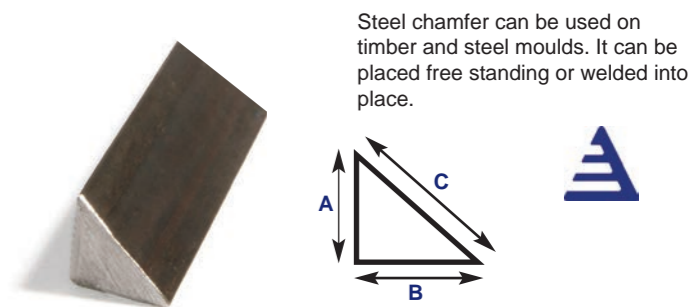 Steel chamfer can be used on
timber and steel moulds. It can be
placed free standing or welded into
place.
A
C
B